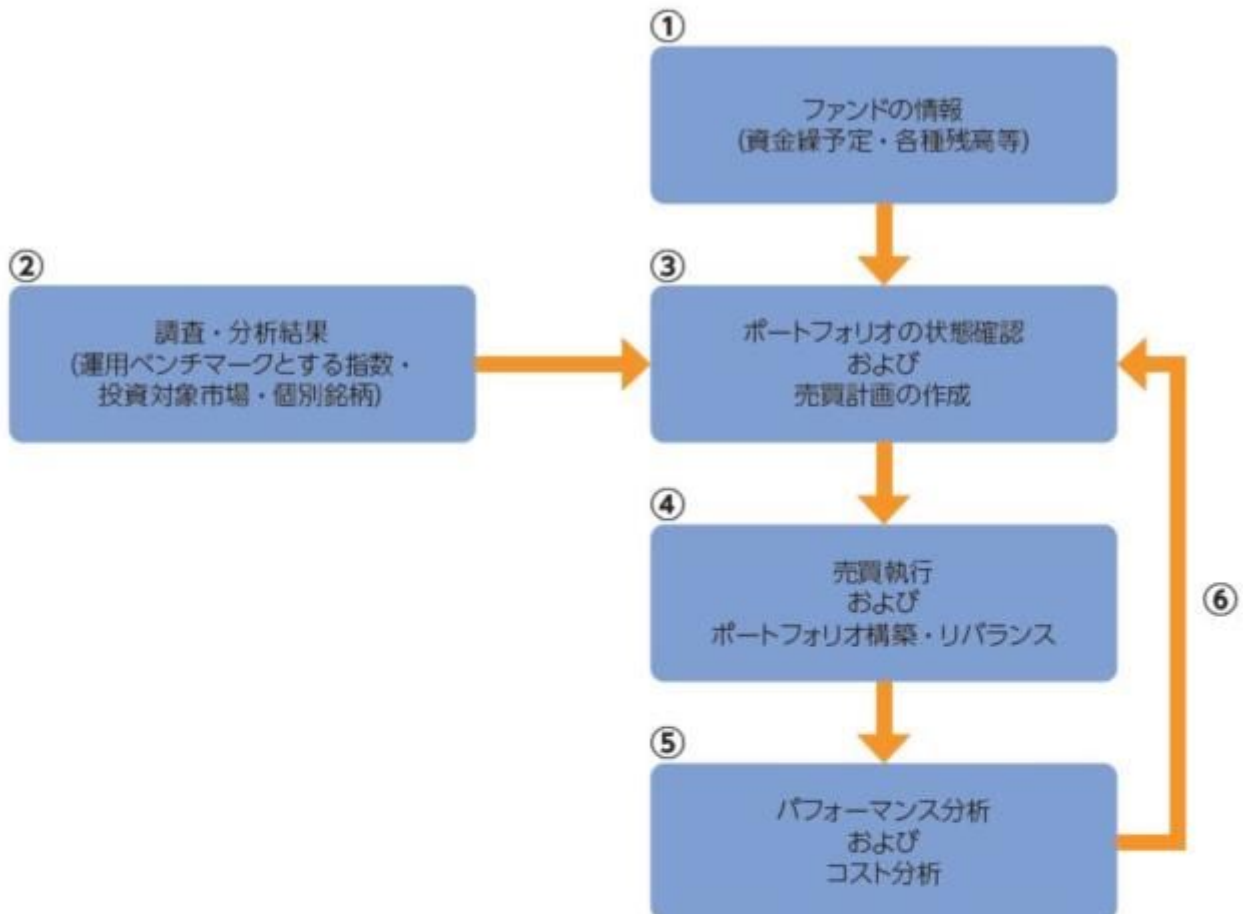 ①
ファンドの情報
(資金繰予定・各種残高等)
②
調査・分析結果
(運用ベンチマークとする指数・
投資対象市場・個別銘柄)
③
ポートフォリオの状態確認
および
売買計画の作成
④
売買執行
および
ポートフォリオ構築・リバランス
⑥
⑤
パフォーマンス分析
および
コスト分析